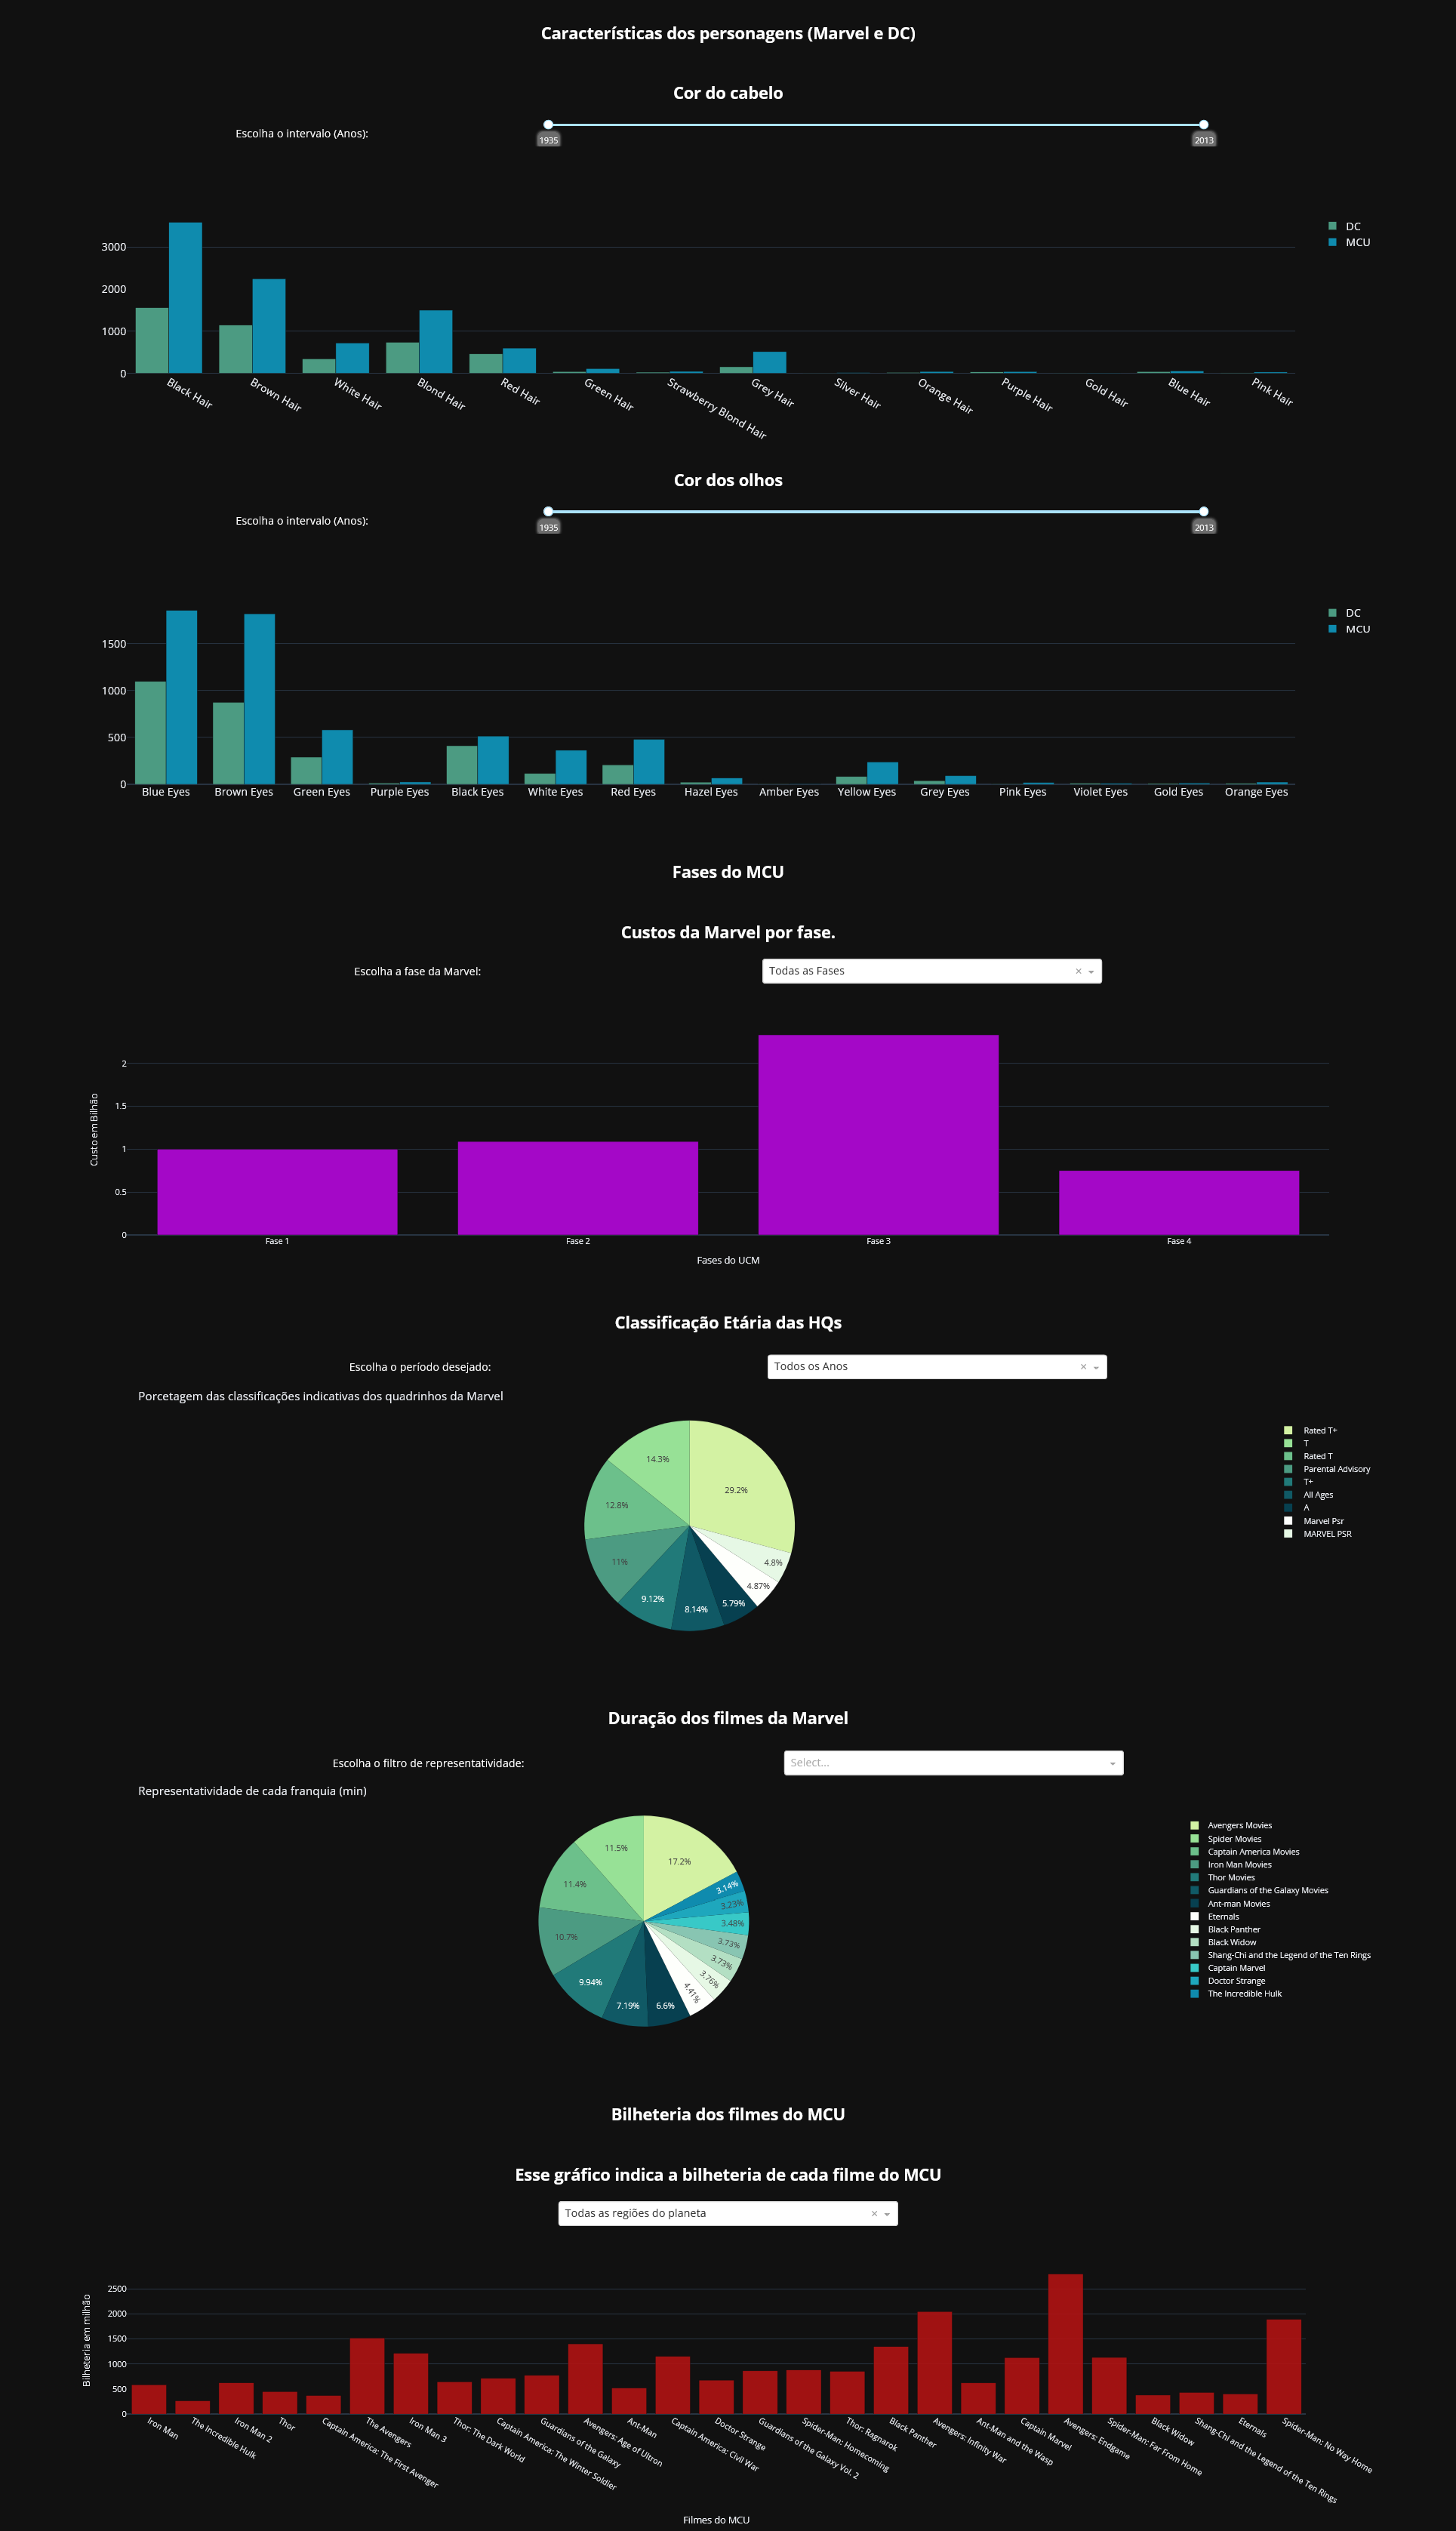 Características dos personagens (Marvel e DC)
Cor do cabelo
Escolha o intervalo (Anos):
1935
2013
3000
2000
1000
0
DC
MCU
Black Hair
Brown Hair
White Hair
Blond Hair
Red Hair
Green Hair
Strawberry Blond Hair
Grey Hair
Silver Hair
Orange Hair
Purple Hair
Gold Hair
Blue Hair
Pink Hair
Cor dos olhos
Escolha o intervalo (Anos):
1935
2013
1500
1000
500
0
DC
MCU
Blue Eyes
Brown Eyes
Green Eyes
Purple Eyes
Black Eyes
White Eyes
Red Eyes
Hazel Eyes
Amber Eyes
Yellow Eyes
Grey Eyes
Pink Eyes
Violet Eyes
Gold Eyes
Orange Eyes
Fases do MCU
Custos da Marvel por fase.
Escolha a fase da Marvel:
Todas as Fases
×
Custo em Bilhão
2
1.5
1
0.5
0
Fase 1
Fase 2
Fase 3
Fase 4
Fases do UCM
Classificação Etária das HQs
Escolha o período desejado:
Todos os Anos
×
Porcetagem das classificações indicativas dos quadrinhos da Marvel
14.3%
29.2%
12.8%
11%
9.12%
8.14%
5.79%
4.87%
4.8%
Rated T+
T
Rated T
Parental Advisory
T+
All Ages
A
Marvel Psr
MARVEL PSR
Duração dos filmes da Marvel
Escolha o filtro de representatividade:
Select...
Representatividade de cada franquia (min)
11.5%
17.2%
11.4%
10.7%
9.94%
7.19%
6.6%
4.41%
3.76%
3.73%
3.73%
3.48%
3.23%
3.14%
Avengers Movies
Spider Movies
Captain America Movies
Iron Man Movies
Thor Movies
Guardians of the Galaxy Movies
Ant-man Movies
Eternals
Black Panther
Black Widow
Shang-Chi and the Legend of the Ten Rings
Captain Marvel
Doctor Strange
The Incredible Hulk
Bilheteria dos filmes do MCU
Esse gráfico indica a bilheteria de cada filme do MCU
Todas as regiões do planeta
×
Bilheteria em milhão
2500
2000
1500
1000
500
0
Iron Man
The Incredible Hulk
Iron Man 2
Thor
Captain America: The First Avenger
The Avengers
Iron Man 3
Thor: The Dark World
Captain America: The Winter Soldier
Guardians of the Galaxy
Avengers: Age of Ultron
Ant-Man
Captain America: Civil War
Doctor Strange
Guardians of the Galaxy Vol. 2
Spider-Man: Homecoming
Thor: Ragnarok
Black Panther
Avengers: Infinity War
Ant-Man and the Wasp
Captain Marvel
Avengers: Endgame
Spider-Man: Far From Home
Black Widow
Shang-Chi and the Legend of the Ten Rings
Eternals
Spider-Man: No Way Home
Filmes do MCU